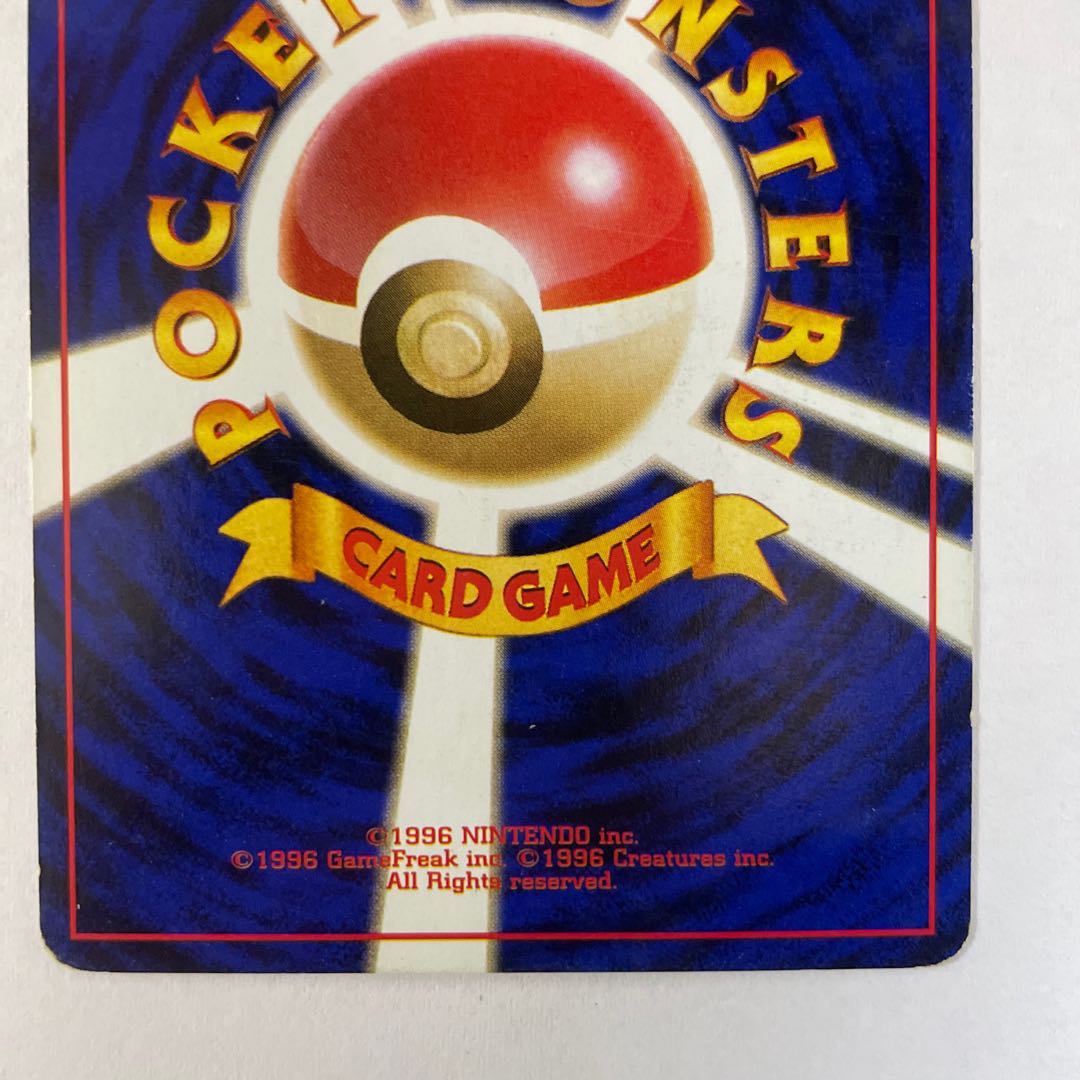 POCKET MONSTERS
CARD GAME
©1996 NINTENDO inc.
©1996 GameFreak inc. ©1996 Creatures inc.
All Rights reserved.